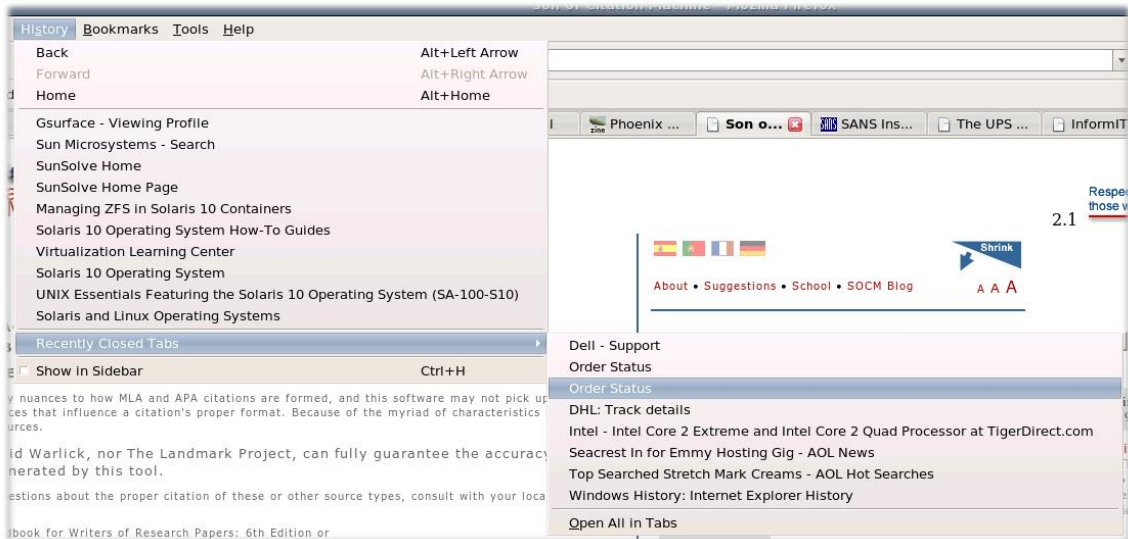 Son of Citation Machine - Mozilla Firefox
History Bookmarks Tools Help
Back Alt+Left Arrow
Forward Alt+Right Arrow
Home Alt+Home
Gsurface - Viewing Profile
Sun Microsystems - Search
SunSolve Home
SunSolve Home Page
Managing ZFS in Solaris 10 Containers
Solaris 10 Operating System How-To Guides
Virtualization Learning Center
Solaris 10 Operating System
UNIX Essentials Featuring the Solaris 10 Operating System (SA-100-S10)
Solaris and Linux Operating Systems
Recently Closed Tabs
Show in Sidebar Ctrl+H
Phoenix ... Son o... SANS Ins... The UPS ... InformIT
zine
2.1
those w
Shrink
About • Suggestions • School • SOCM Blog A A A
Dell - Support
Order Status
Order Status
DHL: Track details
Intel - Intel Core 2 Extreme and Intel Core 2 Quad Processor at TigerDirect.com
Seacrest In for Emmy Hosting Gig - AOL News
Top Searched Stretch Mark Creams - AOL Hot Searches
Windows History: Internet Explorer History
Open All in Tabs
y nuances to how MLA and APA citations are formed, and this software may not pick up
ces that influence a citation's proper format. Because of the myriad of characteristics
urces.
id Warlick, nor The Landmark Project, can fully guarantee the accuracy
nerated by this tool.
estions about the proper citation of these or other source types, consult with your loca
dbook for Writers of Research Papers: 6th Edition or